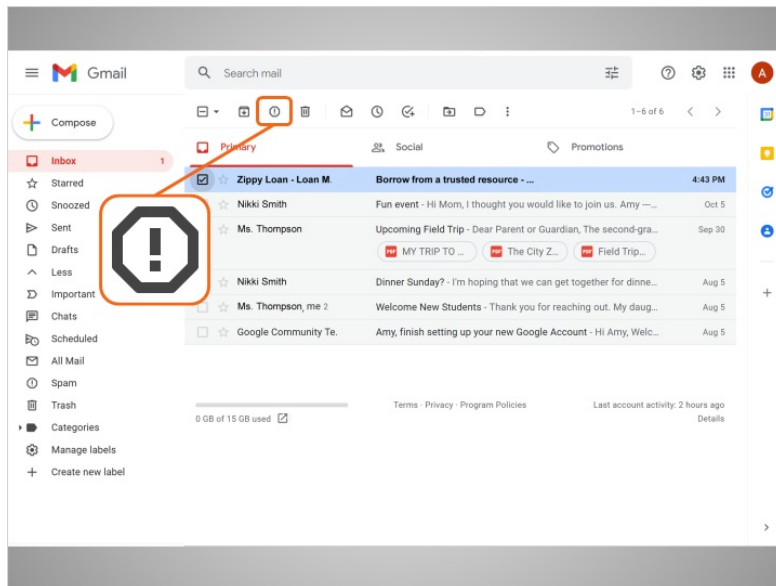 Gmail
Search mail
A
Compose
1–6 of 6
Primary
Social
Promotions
Inbox 1
Starred
Snoozed
Sent
Drafts
Less
Important
Chats
Scheduled
All Mail
Spam
Trash
Categories
Manage labels
Create new label
Zippy Loan - Loan M. Borrow from a trusted resource - ... 4:43 PM
Nikki Smith Fun event - Hi Mom, I thought you would like to join us. Amy —... Oct 5
Ms. Thompson Upcoming Field Trip - Dear Parent or Guardian, The second-gra... Sep 30
PDF MY TRIP TO ... PDF The City Z... PDF Field Trip...
Nikki Smith Dinner Sunday? - I'm hoping that we can get together for dinne... Aug 5
Ms. Thompson, me 2 Welcome New Students - Thank you for reaching out. My daug... Aug 5
Google Community Te. Amy, finish setting up your new Google Account - Hi Amy, Welc... Aug 5
0 GB of 15 GB used
Terms · Privacy · Program Policies
Last account activity: 2 hours ago
Details